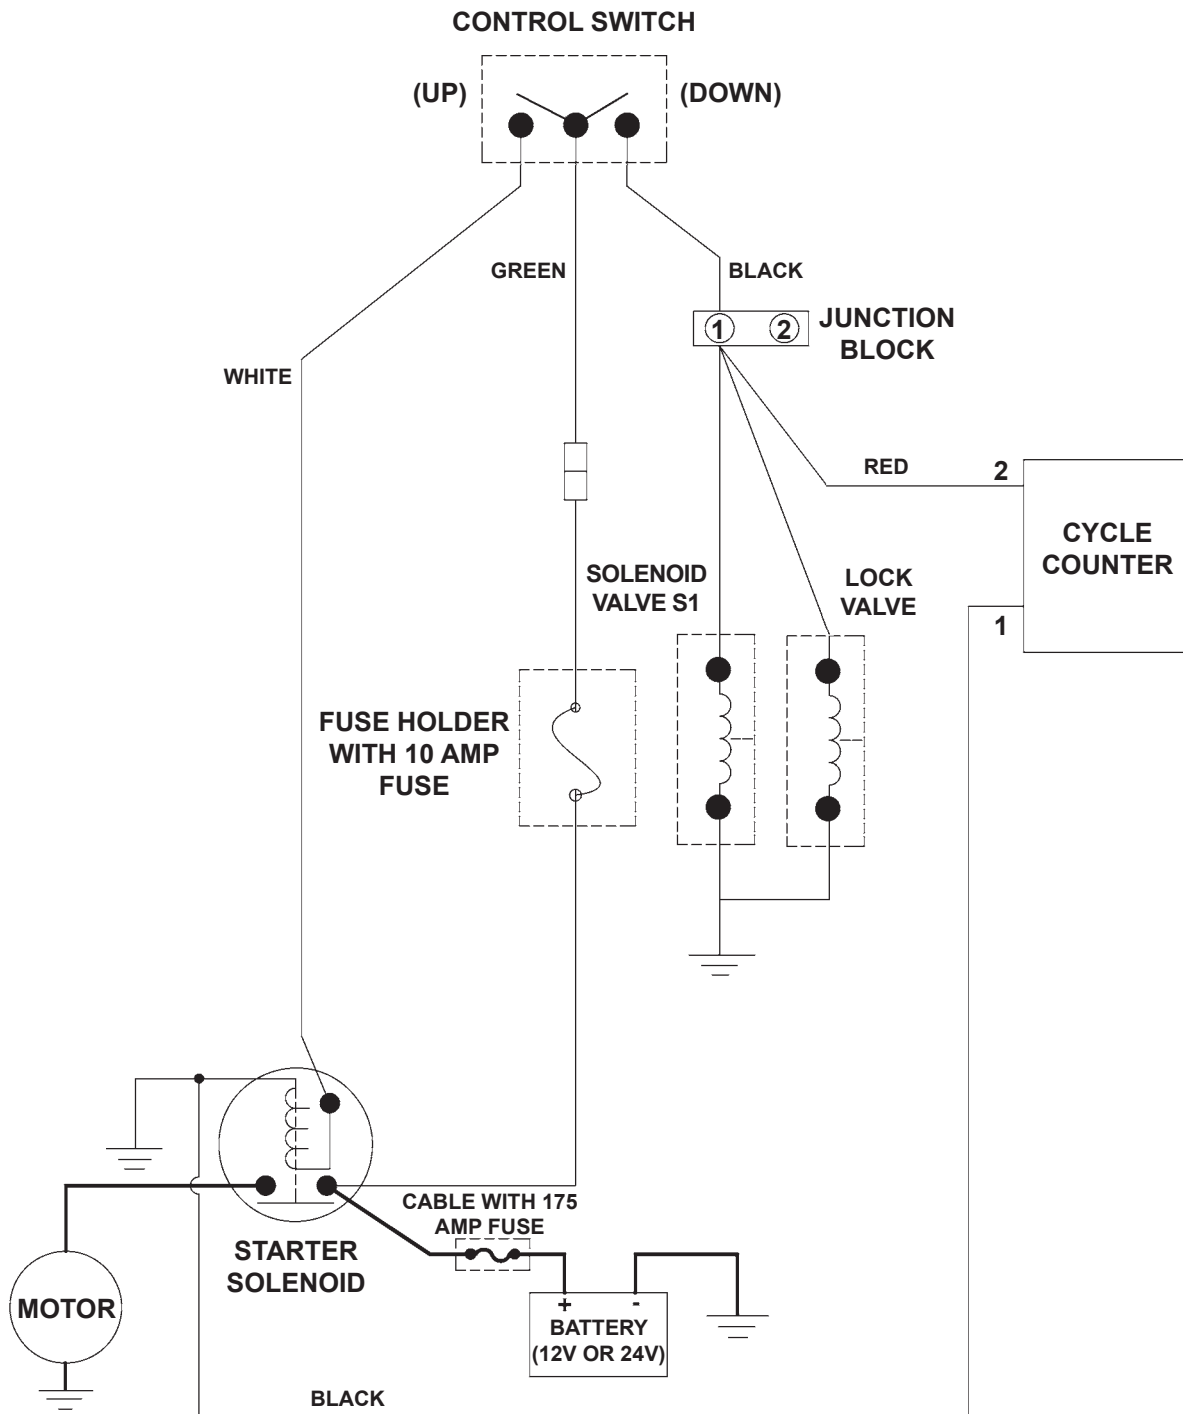 CONTROL SWITCH
(UP)
(DOWN)
GREEN
BLACK
1
2
JUNCTION
BLOCK
WHITE
RED
2
CYCLE
COUNTER
SOLENOID
VALVE S1
LOCK
VALVE
1
FUSE HOLDER
WITH 10 AMP
FUSE
CABLE WITH 175
AMP FUSE
STARTER
SOLENOID
MOTOR
+
-
BATTERY
(12V OR 24V)
BLACK